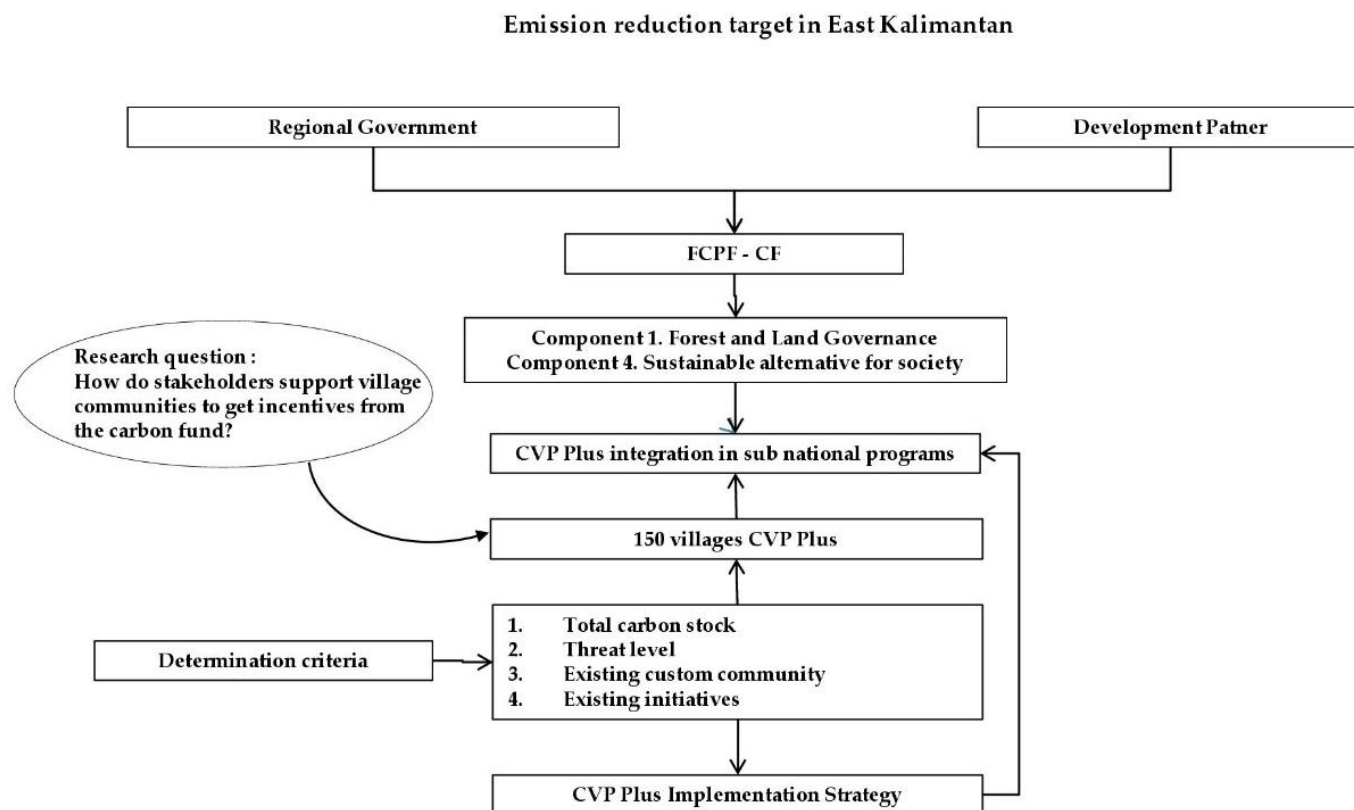 Emission reduction target in East Kalimantan
Regional Government
Development Patner
FCPF - CF
Component 1. Forest and Land Governance
Component 4. Sustainable alternative for society
Research question :
How do stakeholders support village
communities to get incentives from
the carbon fund?
CVP Plus integration in sub national programs
150 villages CVP Plus
Determination criteria
1. Total carbon stock
2. Threat level
3. Existing custom community
4. Existing initiatives
CVP Plus Implementation Strategy